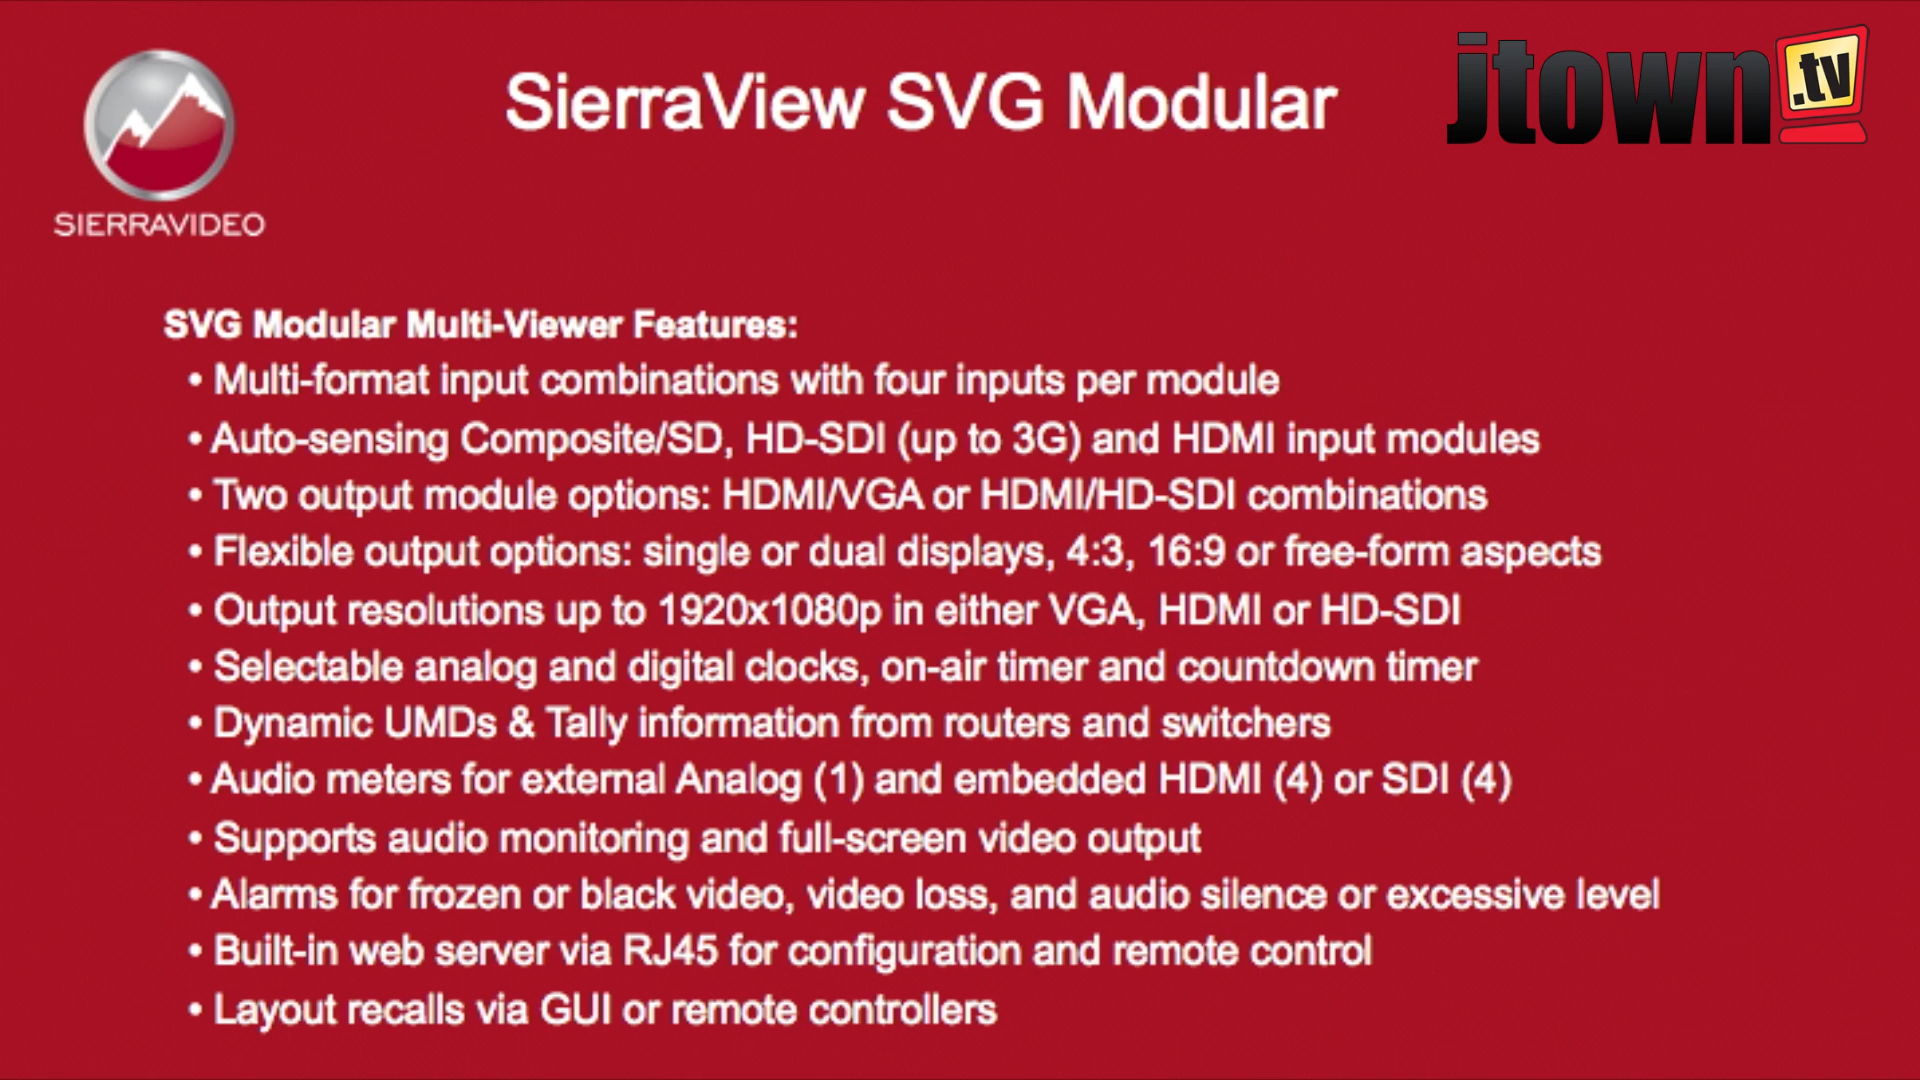 SierraView SVG Modular
jtown.tv
SIERRAVIDEO
SVG Modular Multi-Viewer Features:
• Multi-format input combinations with four inputs per module
• Auto-sensing Composite/SD, HD-SDI (up to 3G) and HDMI input modules
• Two output module options: HDMI/VGA or HDMI/HD-SDI combinations
• Flexible output options: single or dual displays, 4:3, 16:9 or free-form aspects
• Output resolutions up to 1920x1080p in either VGA, HDMI or HD-SDI
• Selectable analog and digital clocks, on-air timer and countdown timer
• Dynamic UMDs & Tally information from routers and switchers
• Audio meters for external Analog (1) and embedded HDMI (4) or SDI (4)
• Supports audio monitoring and full-screen video output
• Alarms for frozen or black video, video loss, and audio silence or excessive level
• Built-in web server via RJ45 for configuration and remote control
• Layout recalls via GUI or remote controllers